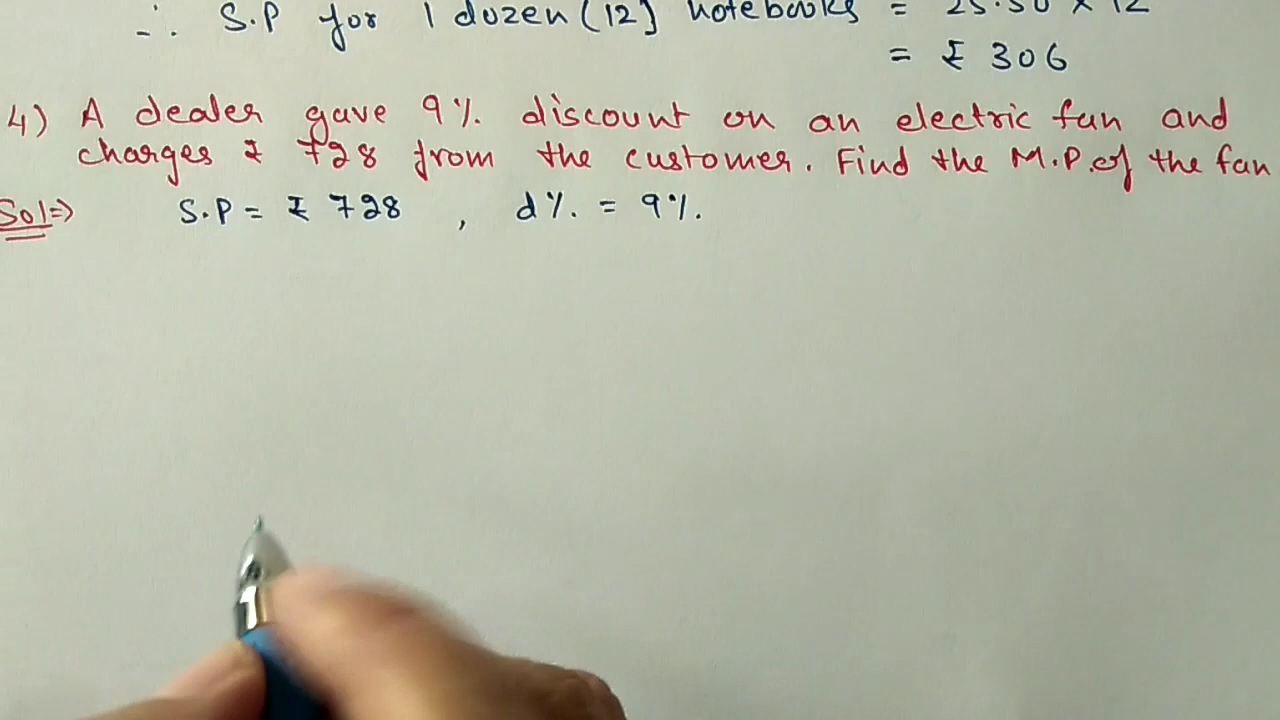 ∴ S.P for 1 dozen (12] notebooks = 25.50 × 12
= ₹ 306
4) A dealer gave 9%. discount on an electric fan and
charges ₹ 728 from the customer. Find the M.P. of the fan
Sol⇒ S.P = ₹ 728 , d%. = 9%.